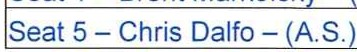 Seat 5 – Chris Dalfo – (A.S.)